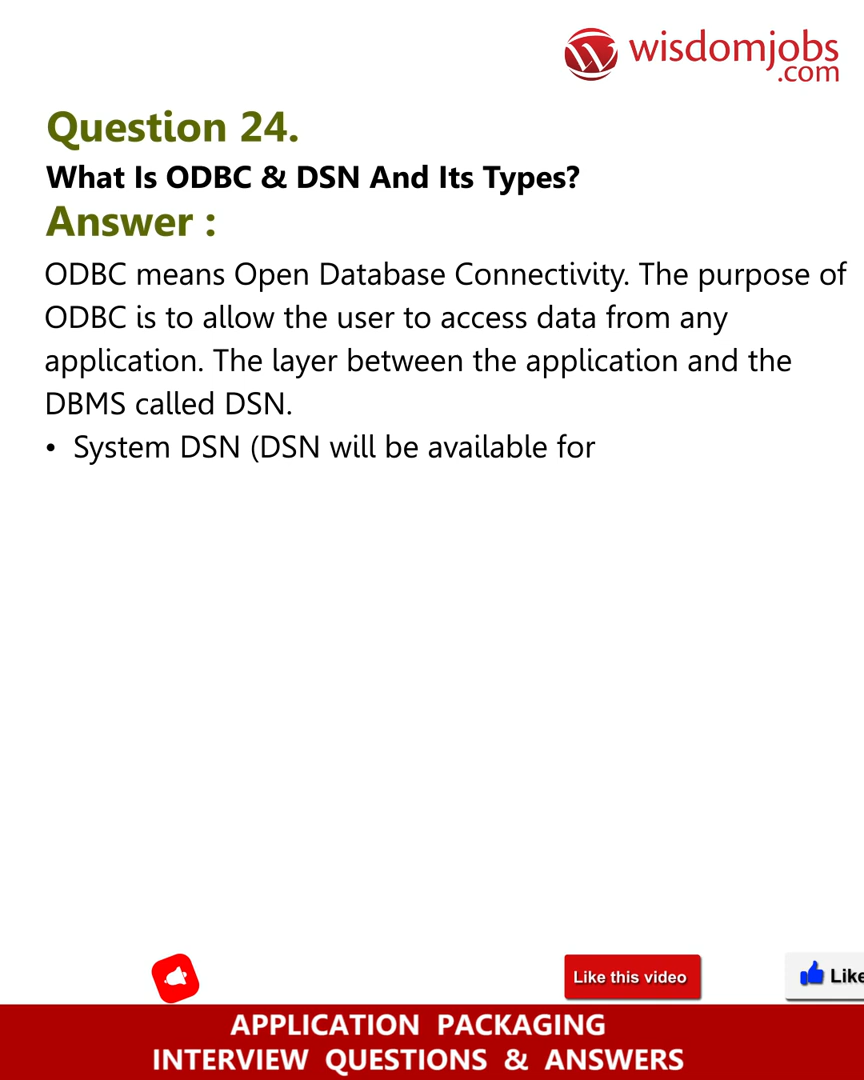 wisdomjobs
.com
Question 24.
What Is ODBC & DSN And Its Types?
Answer :
ODBC means Open Database Connectivity. The purpose of
ODBC is to allow the user to access data from any
application. The layer between the application and the
DBMS called DSN.
• System DSN (DSN will be available for
Like this video
Like
APPLICATION PACKAGING
INTERVIEW QUESTIONS & ANSWERS